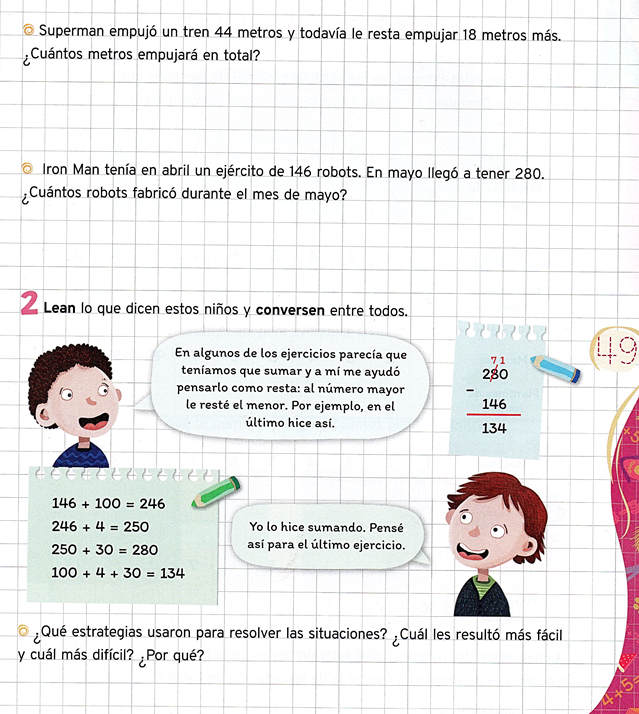 Superman empujó un tren 44 metros y todavía le resta empujar 18 metros más.
¿Cuántos metros empujará en total?
Iron Man tenía en abril un ejército de 146 robots. En mayo llegó a tener 280.
¿Cuántos robots fabricó durante el mes de mayo?
2 Lean lo que dicen estos niños y conversen entre todos.
En algunos de los ejercicios parecía que
teníamos que sumar y a mí me ayudó
pensarlo como resta: al número mayor
le resté el menor. Por ejemplo, en el
último hice así.
7 1
280
-
146
134
49
146 + 100 = 246
246 + 4 = 250
250 + 30 = 280
100 + 4 + 30 = 134
Yo lo hice sumando. Pensé
así para el último ejercicio.
¿Qué estrategias usaron para resolver las situaciones? ¿Cuál les resultó más fácil
y cuál más difícil? ¿Por qué?
4+5=